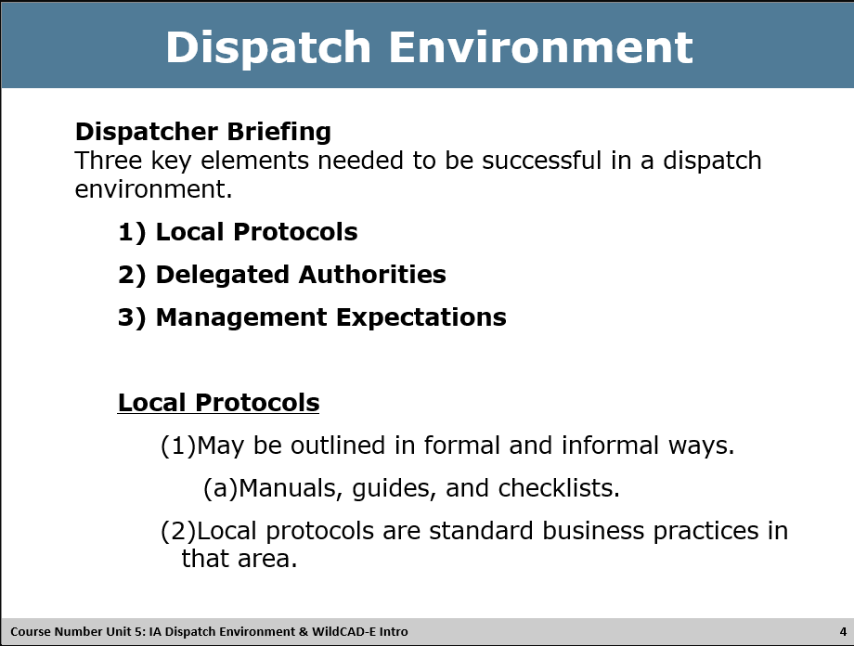 Dispatch Environment
Dispatcher Briefing
Three key elements needed to be successful in a dispatch
environment.
1) Local Protocols
2) Delegated Authorities
3) Management Expectations
Local Protocols
(1)May be outlined in formal and informal ways.
(a)Manuals, guides, and checklists.
(2)Local protocols are standard business practices in
that area.
Course Number Unit 5: IA Dispatch Environment & WildCAD-E Intro
4